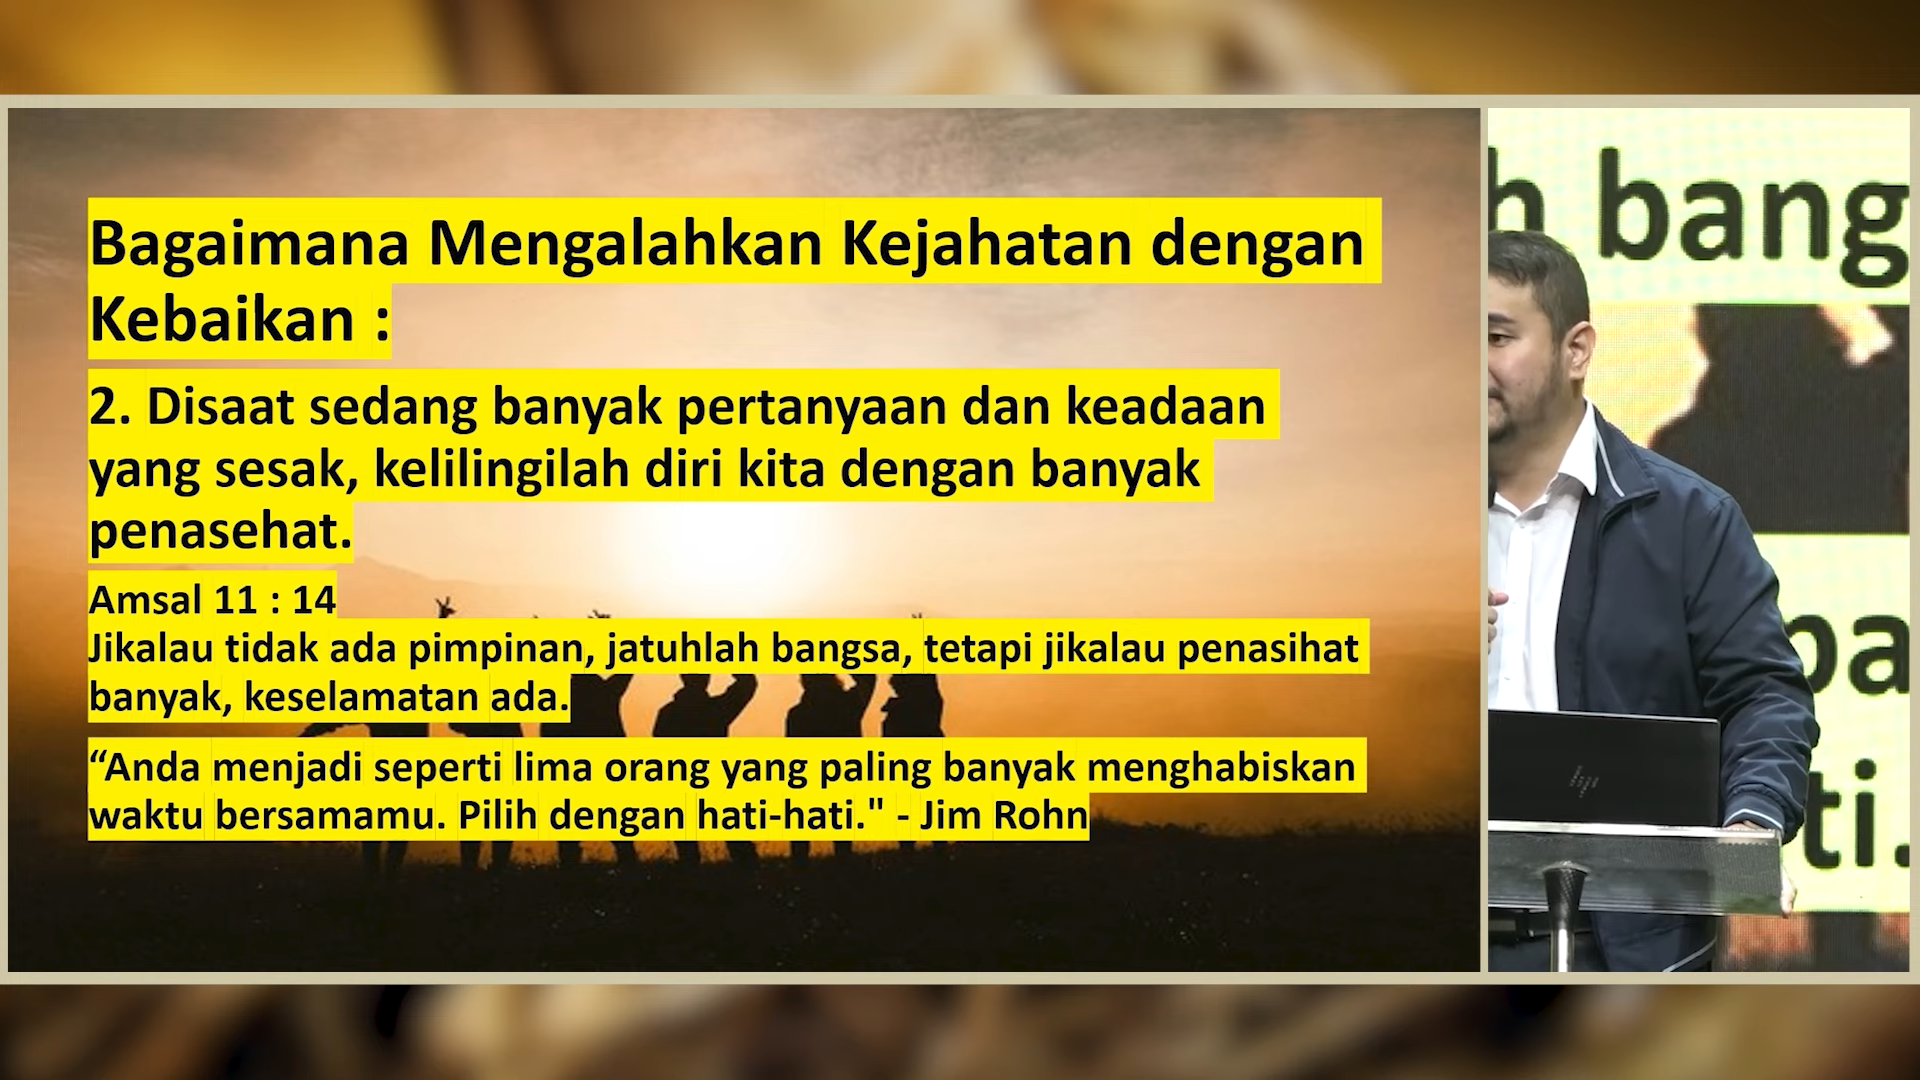 Bagaimana Mengalahkan Kejahatan dengan
Kebaikan :
2. Disaat sedang banyak pertanyaan dan keadaan
yang sesak, kelilingilah diri kita dengan banyak
penasehat.
Amsal 11 : 14
Jikalau tidak ada pimpinan, jatuhlah bangsa, tetapi jikalau penasihat
banyak, keselamatan ada.
“Anda menjadi seperti lima orang yang paling banyak menghabiskan
waktu bersamamu. Pilih dengan hati-hati." - Jim Rohn
h bang
pa
ti.